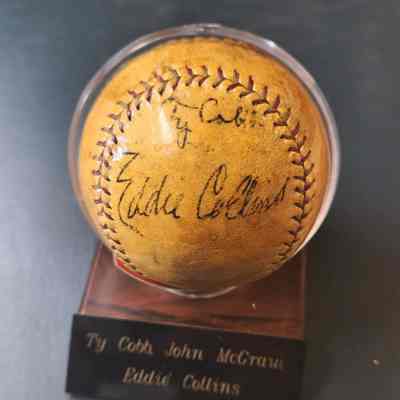 Ty Cobb
Eddie Collins
Ty Cobb John McGraw
Eddie Collins